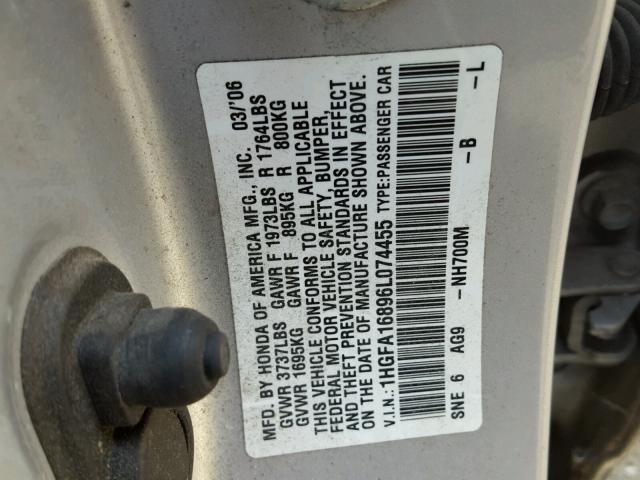 MFD. BY HONDA OF AMERICA MFG., INC. 03/'06
GVWR 3737LBS GAWR F 1973LBS R 1764LBS
GVWR 1695KG GAWR F 895KG R 800KG
THIS VEHICLE CONFORMS TO ALL APPLICABLE
FEDERAL MOTOR VEHICLE SAFETY, BUMPER,
AND THEFT PREVENTION STANDARDS IN EFFECT
ON THE DATE OF MANUFACTURE SHOWN ABOVE.
V.I.N.: 1HGFA16896L074455 TYPE:PASSENGER CAR
SNE 6 AG9 -NH700M -B -L